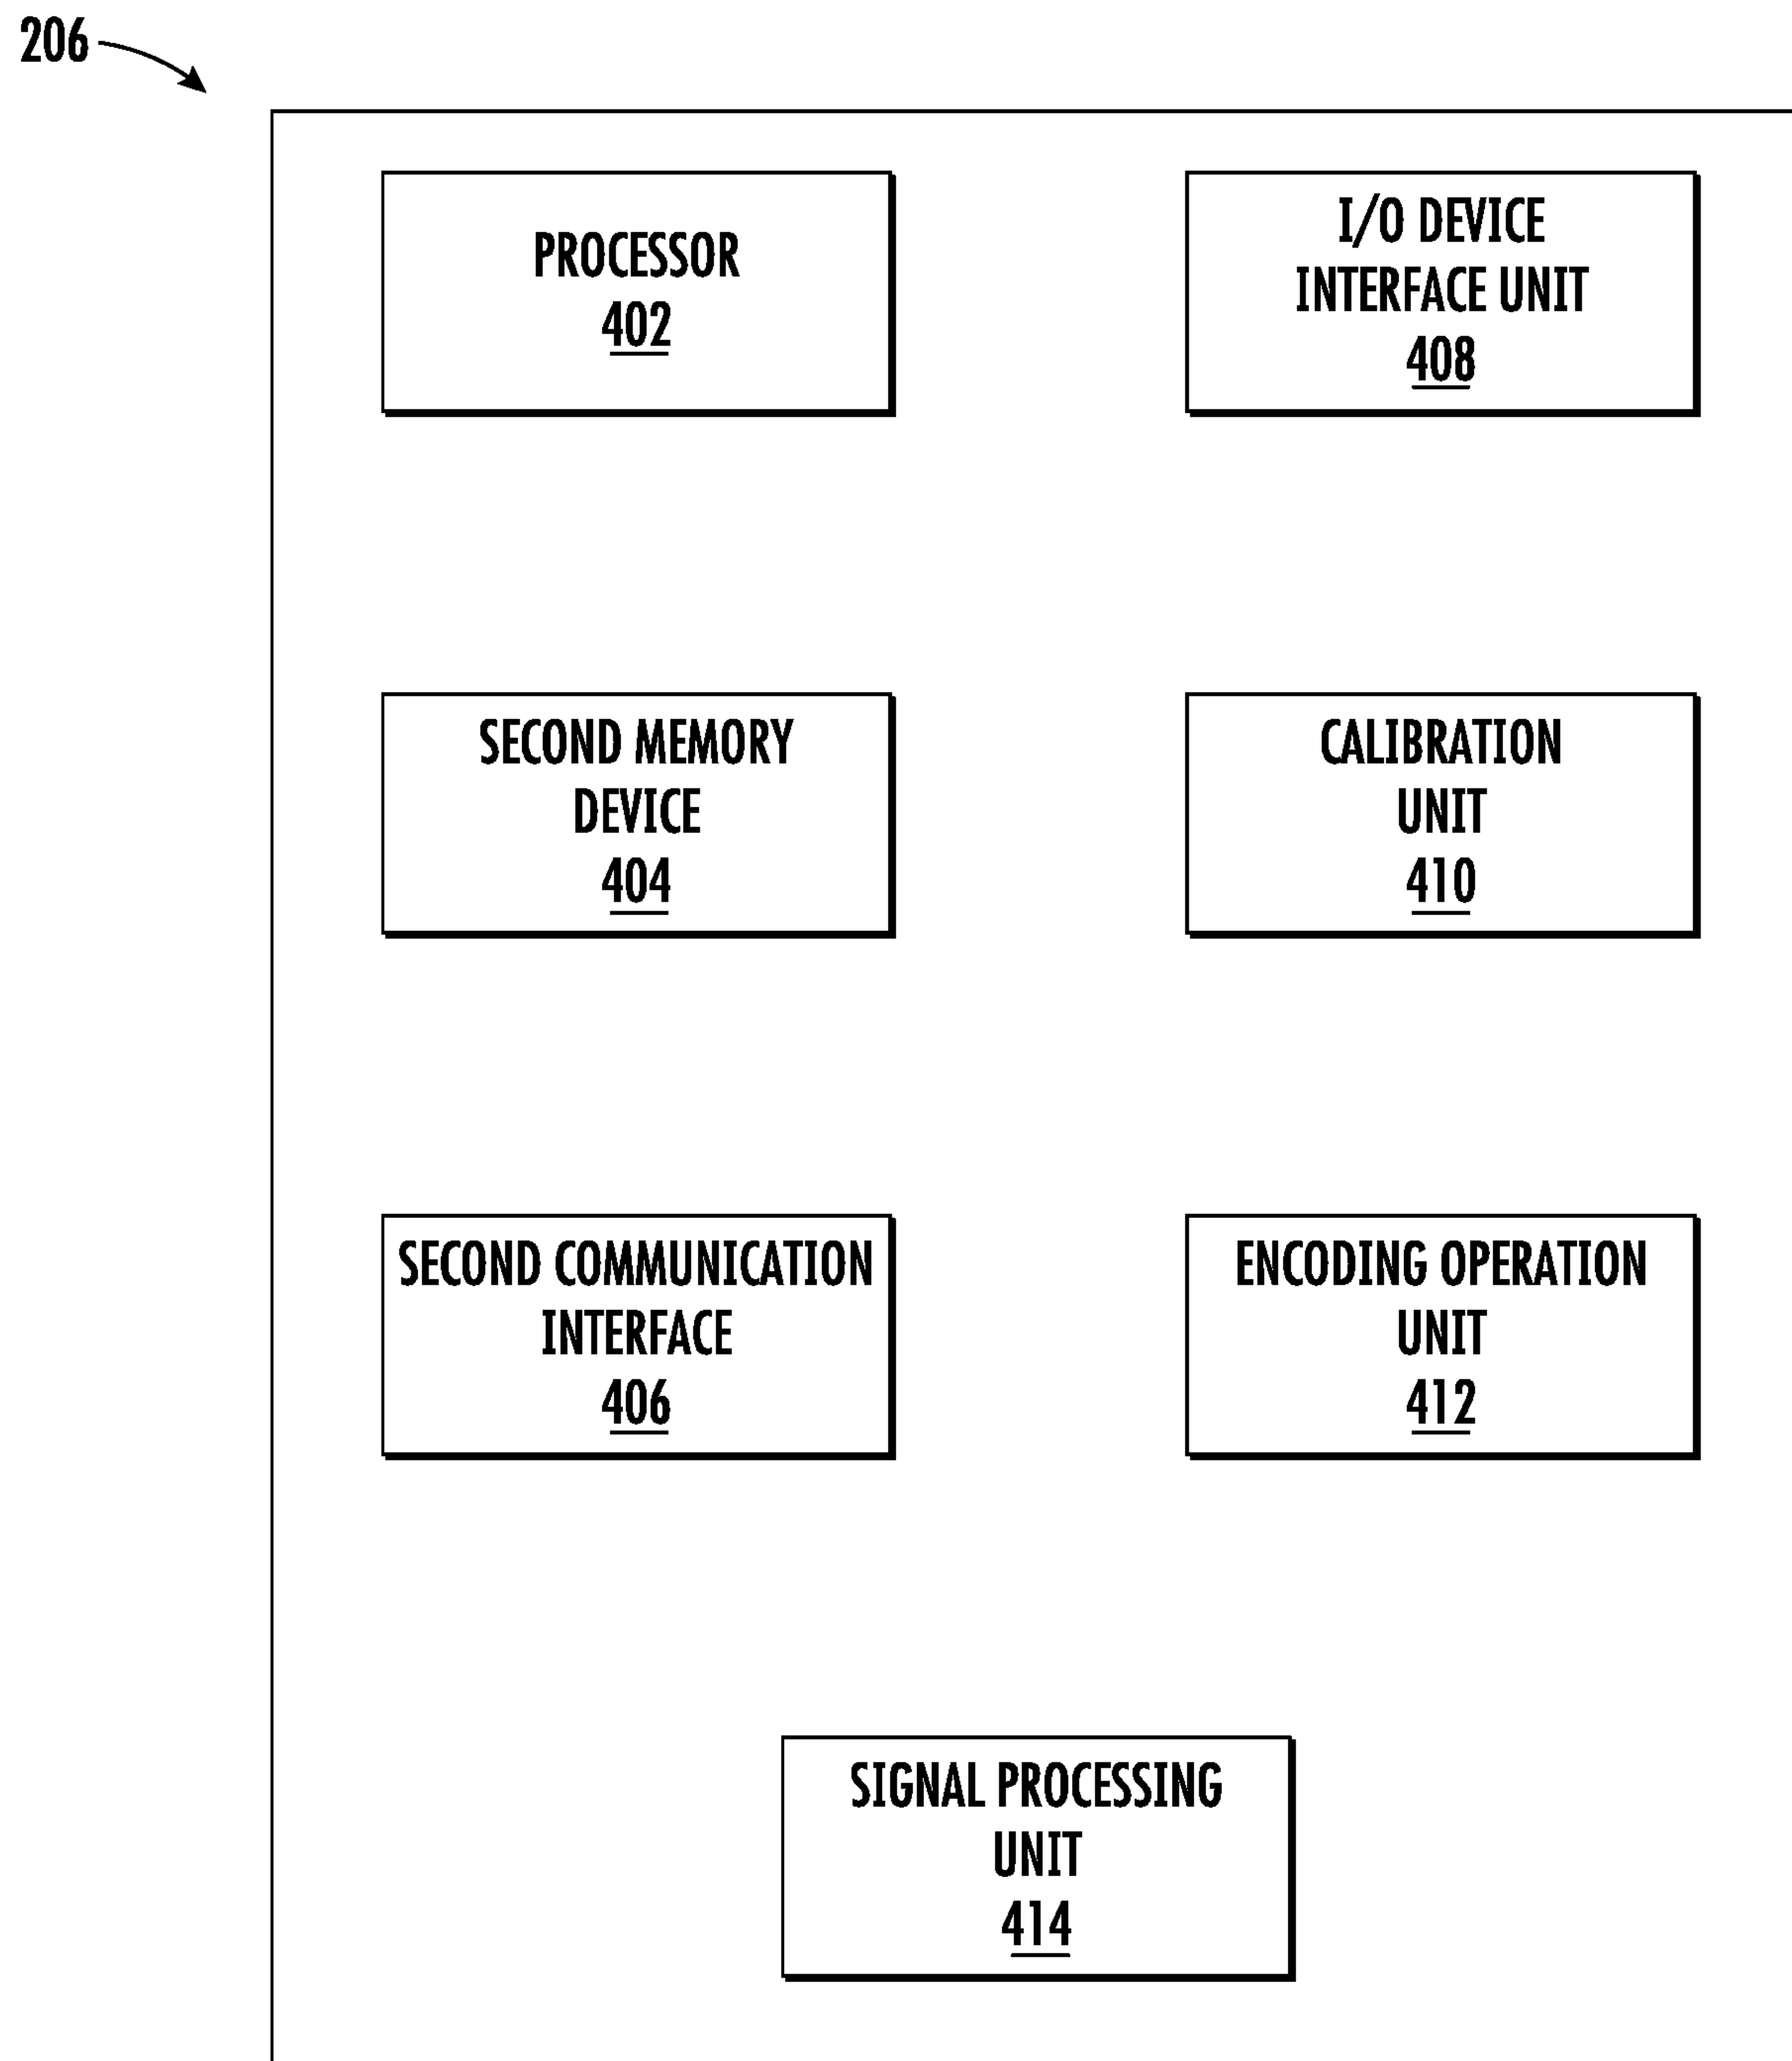 206
PROCESSOR
402
I/O DEVICE
INTERFACE UNIT
408
SECOND MEMORY
DEVICE
404
CALIBRATION
UNIT
410
SECOND COMMUNICATION
INTERFACE
406
ENCODING OPERATION
UNIT
412
SIGNAL PROCESSING
UNIT
414